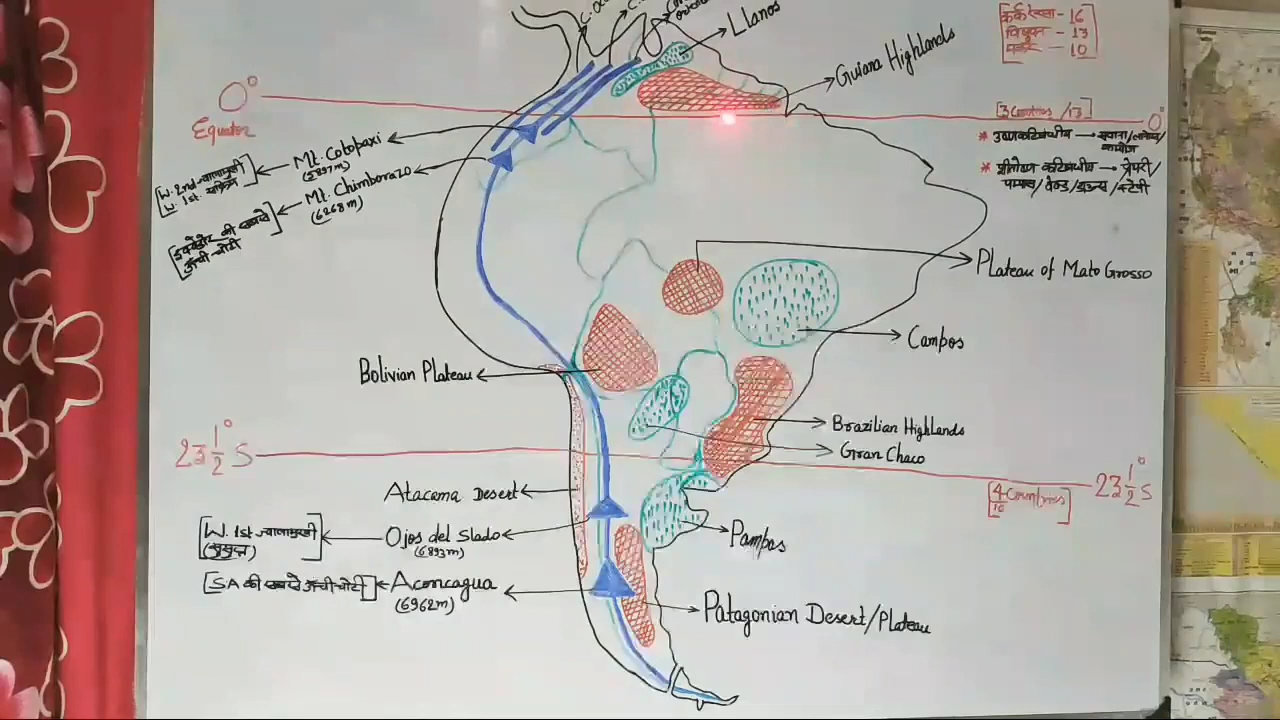 C. Oc
C.
Llanos
Guiana Highlands
कर्क रेखा - 16
विषुवत - 13
मकर - 10
0°
Equator
[3 Contries /13]
0°
* उष्णकटिबंधीय → सवाना/लानोस/
काम्पोस
* शीतोष्ण कटिबंधीय → प्रेयरी/
पम्पास/वेल्ड/डाउन्स/स्टेपी
Mt. Cotopaxi
(5897m)
W. 2nd ज्वालामुखी
W. 1st सक्रिय
Mt. Chimborazo
(6268m)
इक्वेडोर की सबसे
ऊँची चोटी
Plateau of Mato Grosso
Campos
Bolivian Plateau
Brazilian Highlands
Gran Chaco
23 1/2° S
23 1/2° S
Atacama Desert
4 Countries
10
W. 1st ज्वालामुखी
(सुषुप्त)
Ojos del Slado
(6893m)
Pampas
[SA की सबसे ऊँची चोटी]
Aconcagua
(6962m)
Patagonian Desert/Plateau